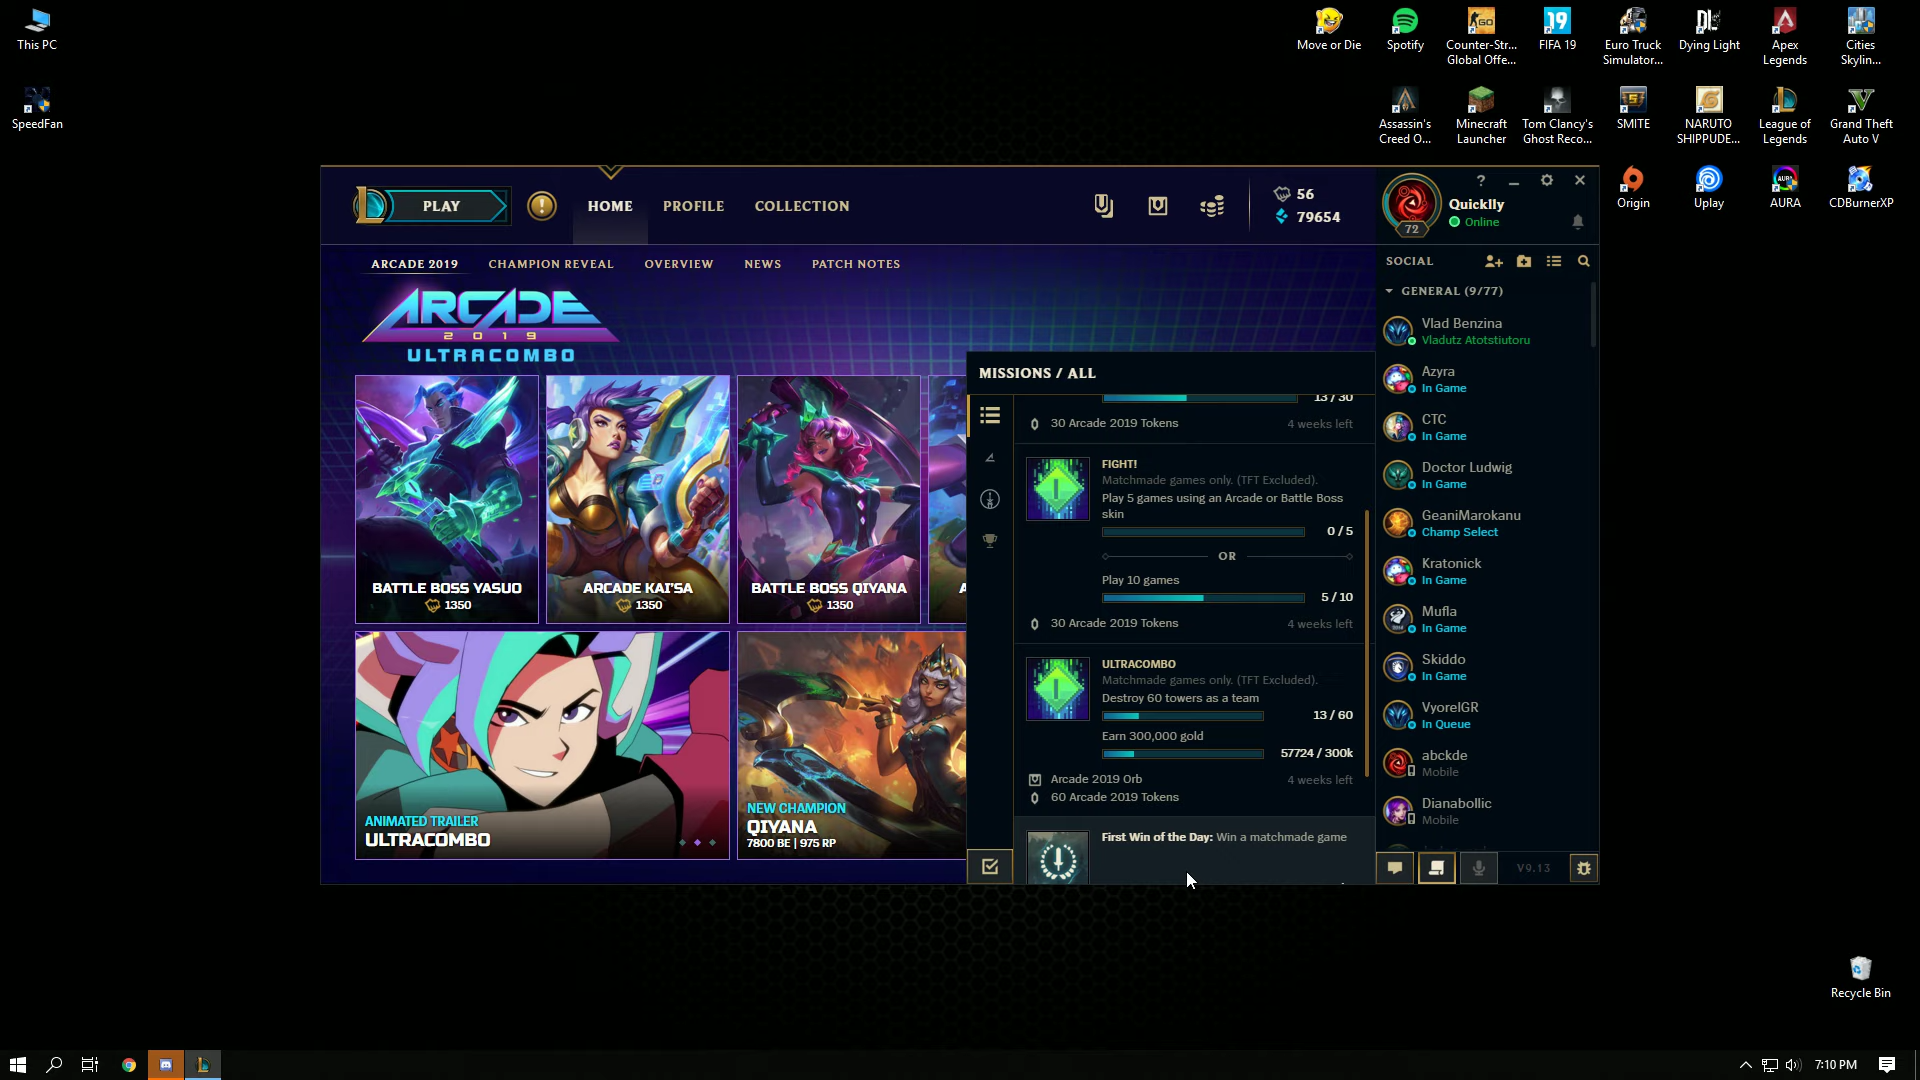 This PC
SpeedFan
Move or Die
Spotify
Counter-Str...
Global Offe...
FIFA 19
Euro Truck
Simulator...
Dying Light
Apex
Legends
Cities
Skylin...
Assassin's
Creed O...
Minecraft
Launcher
Tom Clancy's
Ghost Reco...
SMITE
NARUTO
SHIPPUDE...
League of
Legends
Grand Theft
Auto V
Origin
Uplay
AURA
CDBurnerXP
PLAY
HOME
PROFILE
COLLECTION
56
79654
72
Quicklly
Online
ARCADE 2019
CHAMPION REVEAL
OVERVIEW
NEWS
PATCH NOTES
ARCADE
2019
ULTRACOMBO
BATTLE BOSS YASUO
1350
ARCADE KAI'SA
1350
BATTLE BOSS QIYANA
1350
A
ANIMATED TRAILER
ULTRACOMBO
NEW CHAMPION
QIYANA
7800 BE | 975 RP
MISSIONS / ALL
13 / 30
30 Arcade 2019 Tokens
4 weeks left
FIGHT!
Matchmade games only. (TFT Excluded).
Play 5 games using an Arcade or Battle Boss
skin
0 / 5
OR
Play 10 games
5 / 10
30 Arcade 2019 Tokens
4 weeks left
ULTRACOMBO
Matchmade games only. (TFT Excluded).
Destroy 60 towers as a team
13 / 60
Earn 300,000 gold
57724 / 300k
Arcade 2019 Orb
4 weeks left
60 Arcade 2019 Tokens
First Win of the Day: Win a matchmade game
SOCIAL
GENERAL (9/77)
Vlad Benzina
Vladutz Atotstiutoru
Azyra
In Game
CTC
In Game
Doctor Ludwig
In Game
GeaniMarokanu
Champ Select
Kratonick
In Game
Mufla
In Game
Skiddo
In Game
VyorelGR
In Queue
abckde
Mobile
Dianabollic
Mobile
V9.13
Recycle Bin
7:10 PM